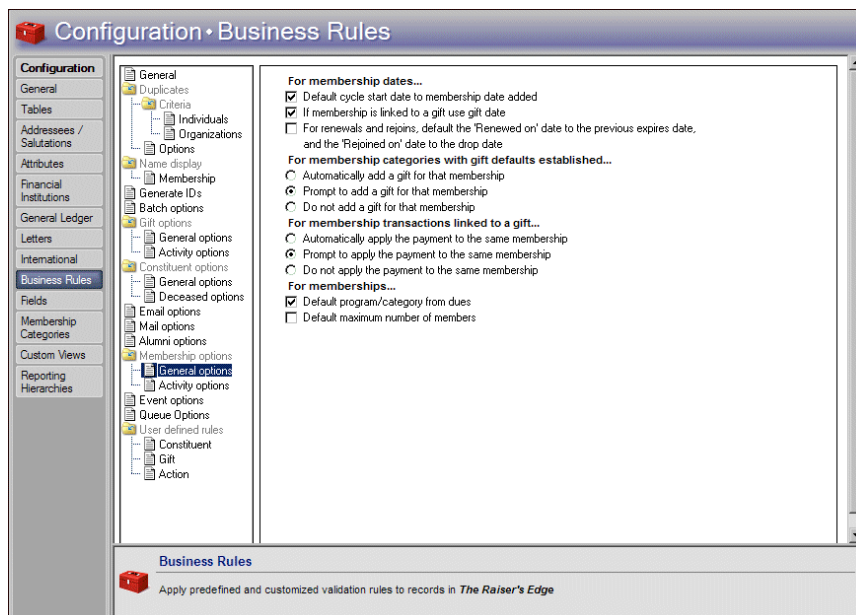 Configuration • Business Rules
Configuration
General
Tables
Addressees /
Salutations
Attributes
Financial
Institutions
General Ledger
Letters
International
Business Rules
Fields
Membership
Categories
Custom Views
Reporting
Hierarchies
General
Duplicates
Criteria
Individuals
Organizations
Options
Name display
Membership
Generate IDs
Batch options
Gift options
General options
Activity options
Constituent options
General options
Deceased options
Email options
Mail options
Alumni options
Membership options
General options
Activity options
Event options
Queue Options
User defined rules
Constituent
Gift
Action
For membership dates...
Default cycle start date to membership date added
If membership is linked to a gift use gift date
For renewals and rejoins, default the 'Renewed on' date to the previous expires date,
and the 'Rejoined on' date to the drop date
For membership categories with gift defaults established...
Automatically add a gift for that membership
Prompt to add a gift for that membership
Do not add a gift for that membership
For membership transactions linked to a gift...
Automatically apply the payment to the same membership
Prompt to apply the payment to the same membership
Do not apply the payment to the same membership
For memberships...
Default program/category from dues
Default maximum number of members
Business Rules
Apply predefined and customized validation rules to records in The Raiser's Edge